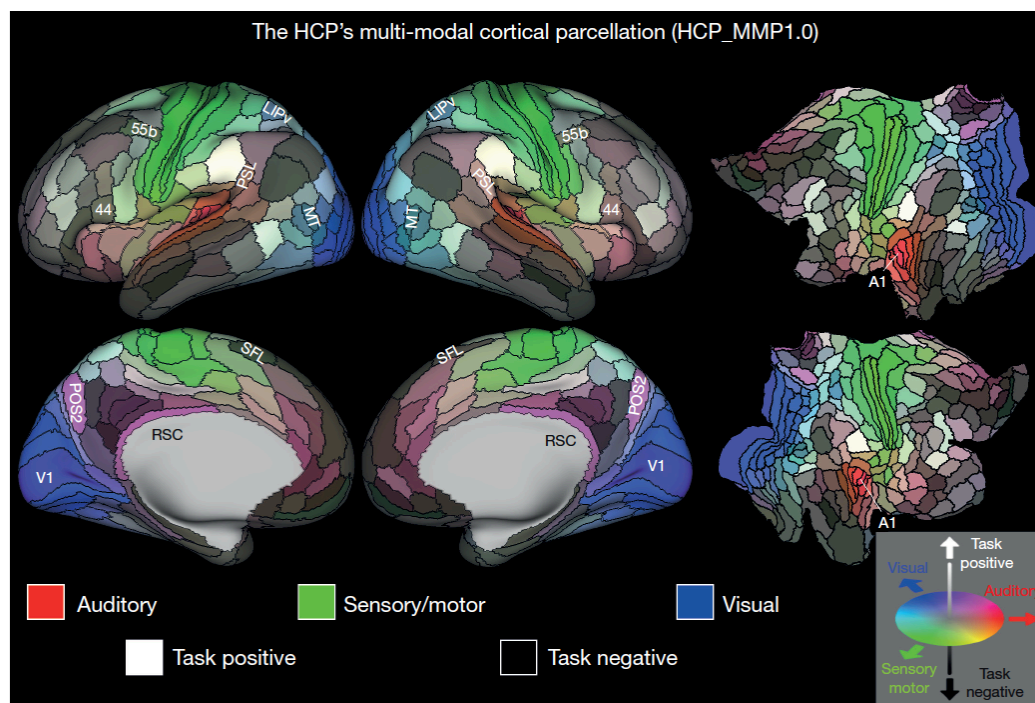 The HCP's multi-modal cortical parcellation (HCP_MMP1.0)
LIPv
55b
PSL
44
MT
LIPv
55b
PSL
44
MT
A1
SFL
POS2
RSC
V1
SFL
POS2
RSC
V1
A1
Task
positive
Visual
Auditory
Sensory
motor
Task
negative
Auditory
Sensory/motor
Visual
Task positive
Task negative